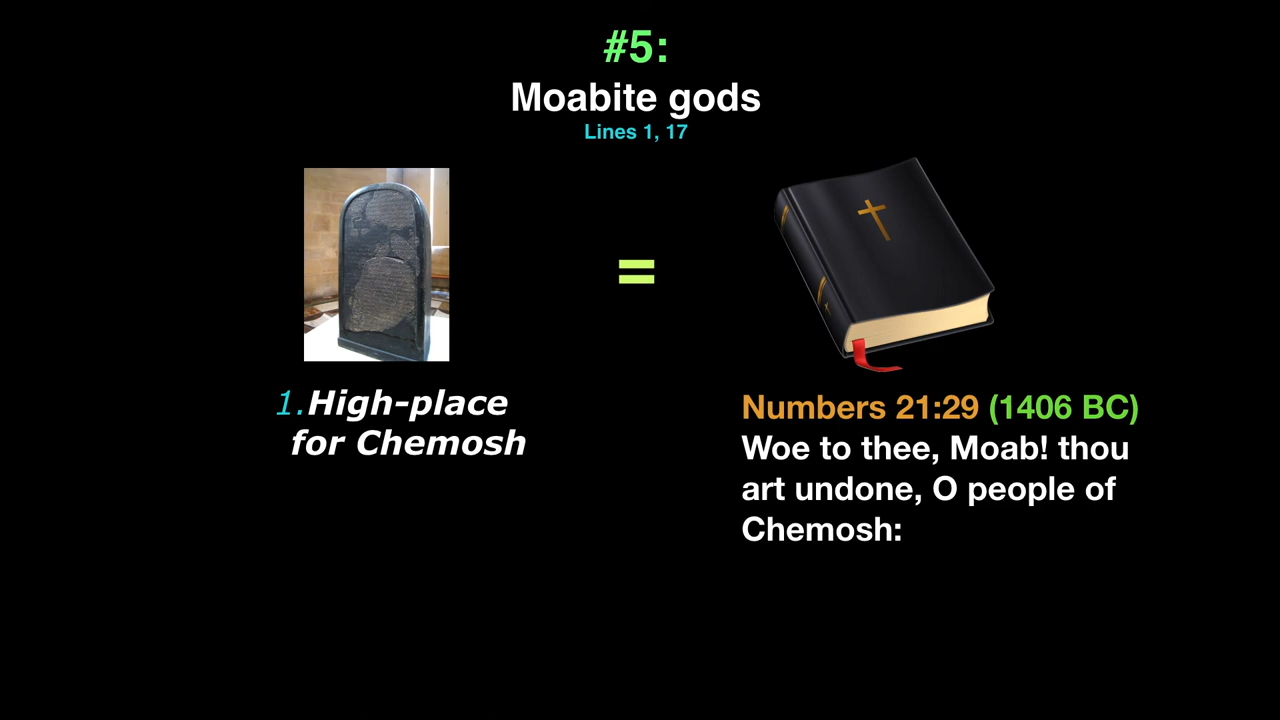 #5:
Moabite gods
Lines 1, 17
=
1.High-place
for Chemosh
Numbers 21:29 (1406 BC)
Woe to thee, Moab! thou
art undone, O people of
Chemosh: